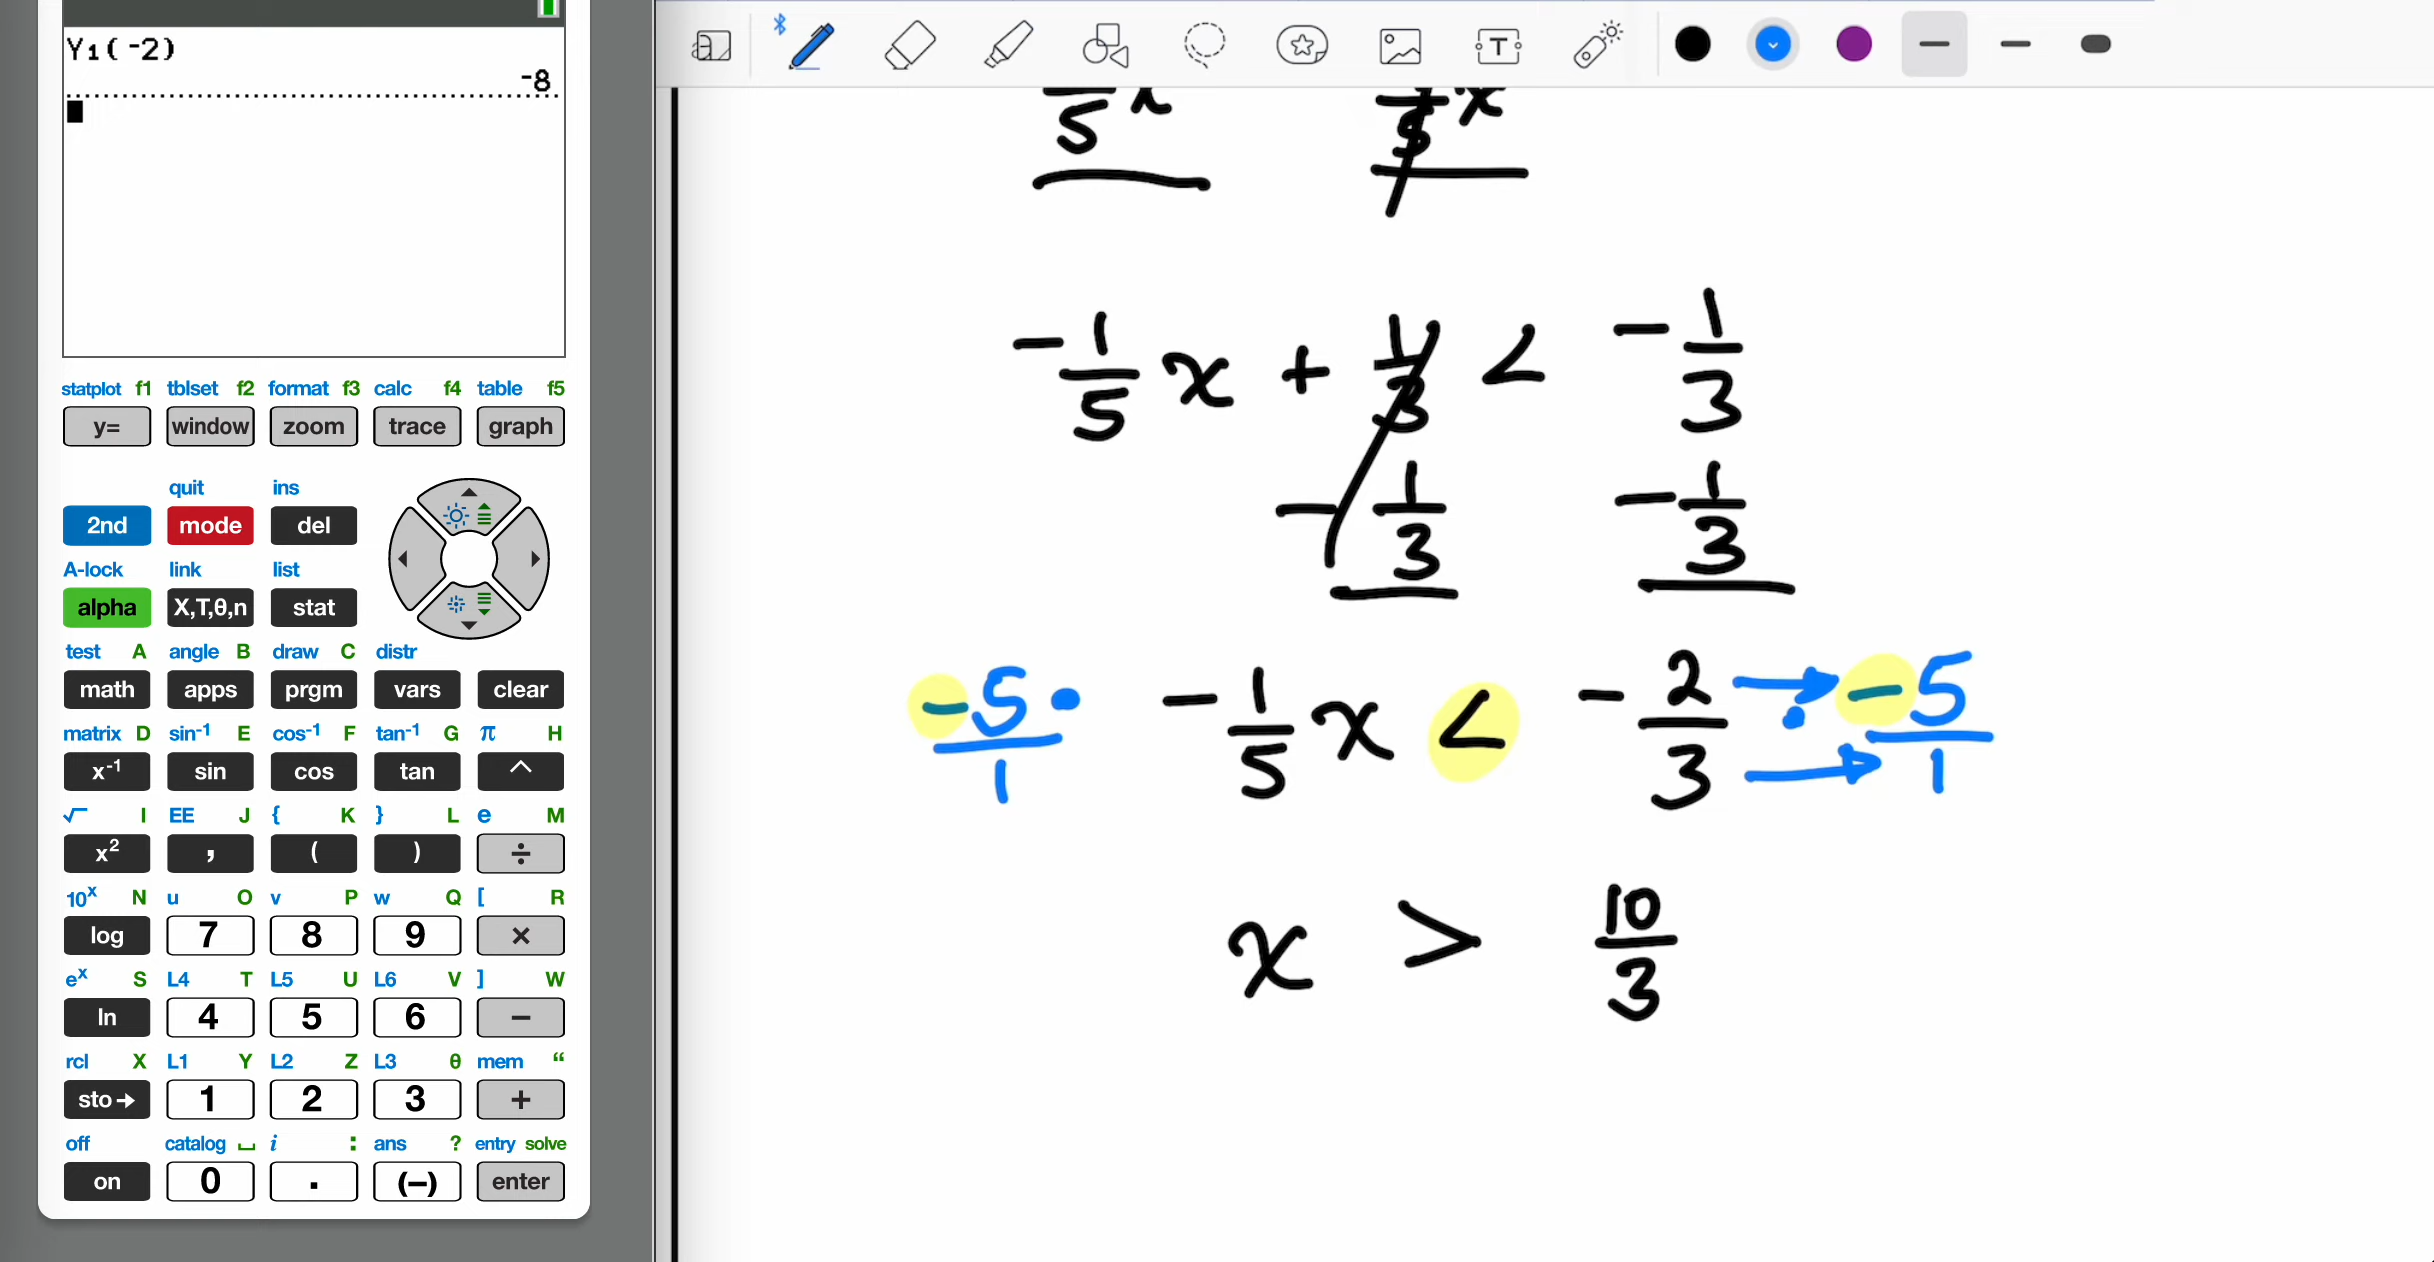 Y₁(-2)
-8
statplot f1 tblset f2 format f3 calc f4 table f5
y= window zoom trace graph
quit ins
2nd mode del
A-lock link list
alpha X,T,θ,n stat
test A angle B draw C distr
math apps prgm vars clear
matrix D sin⁻¹ E cos⁻¹ F tan⁻¹ G π H
x⁻¹ sin cos tan ^
√ I EE J { K } L e M
x² , ( ) ÷
10ˣ N u O v P w Q [ R
log 7 8 9 ×
eˣ S L4 T L5 U L6 V ] W
ln 4 5 6 −
rcl X L1 Y L2 Z L3 θ mem “
sto→ 1 2 3 +
off catalog ⎵ i : ans ? entry solve
on 0 . (−) enter
a T
5 x 5 x
-1/5 x + 1/3 < -1/3
-1/3 -1/3
-5/1 · -1/5 x < -2/3 · -5/1
x > 10/3